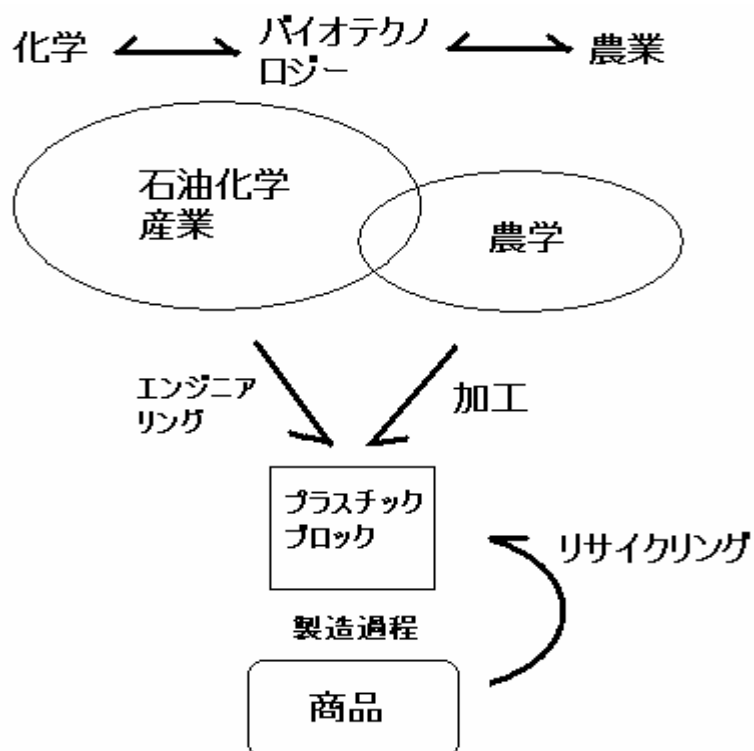 化学
バイオテクノ
ロジー
農業
石油化学
産業
農学
エンジニア
リング
加工
プラスチック
ブロック
リサイクリング
製造過程
商品